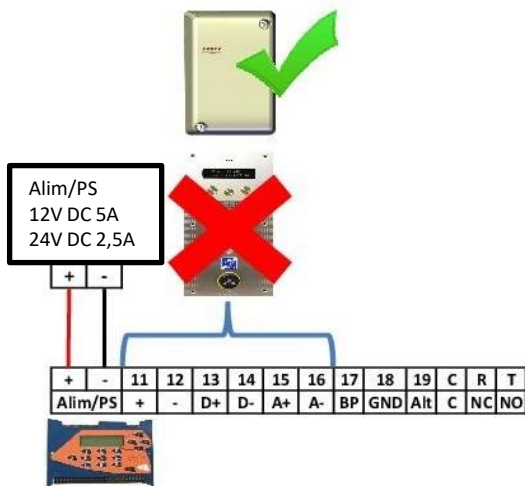 Alim/PS
12V DC 5A
24V DC 2,5A
+ -
+ - 11 12 13 14 15 16 17 18 19 C R T
Alim/PS + - D+ D- A+ A- BP GND Alt C NC NO